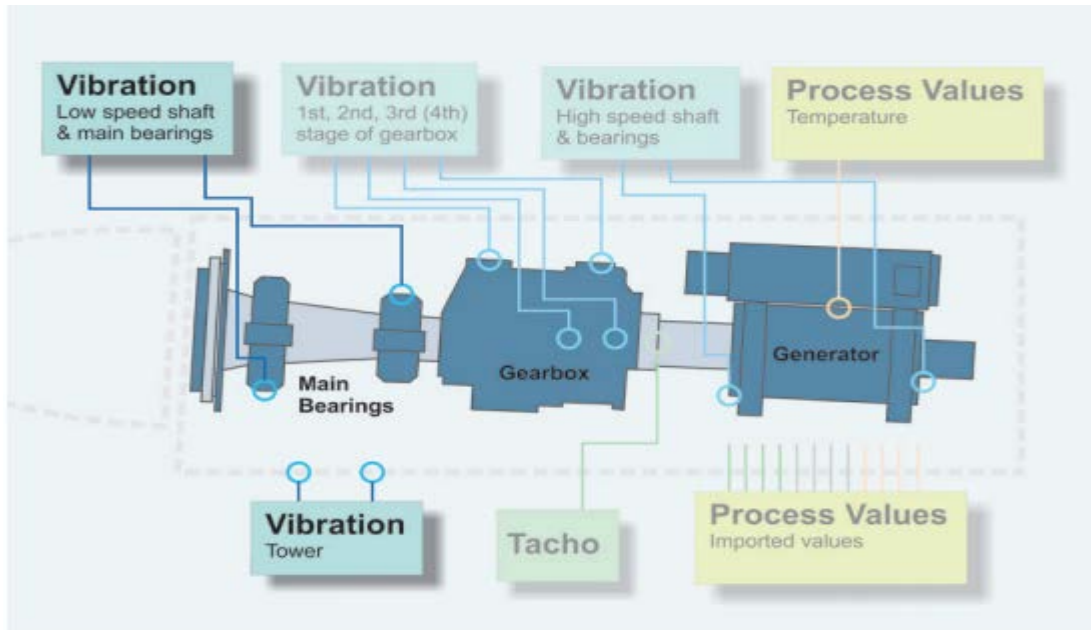 Vibration
Low speed shaft
& main bearings
Vibration
1st, 2nd, 3rd (4th)
stage of gearbox
Vibration
High speed shaft
& bearings
Process Values
Temperature
Main
Bearings
Gearbox
Generator
Vibration
Tower
Tacho
Process Values
Imported values